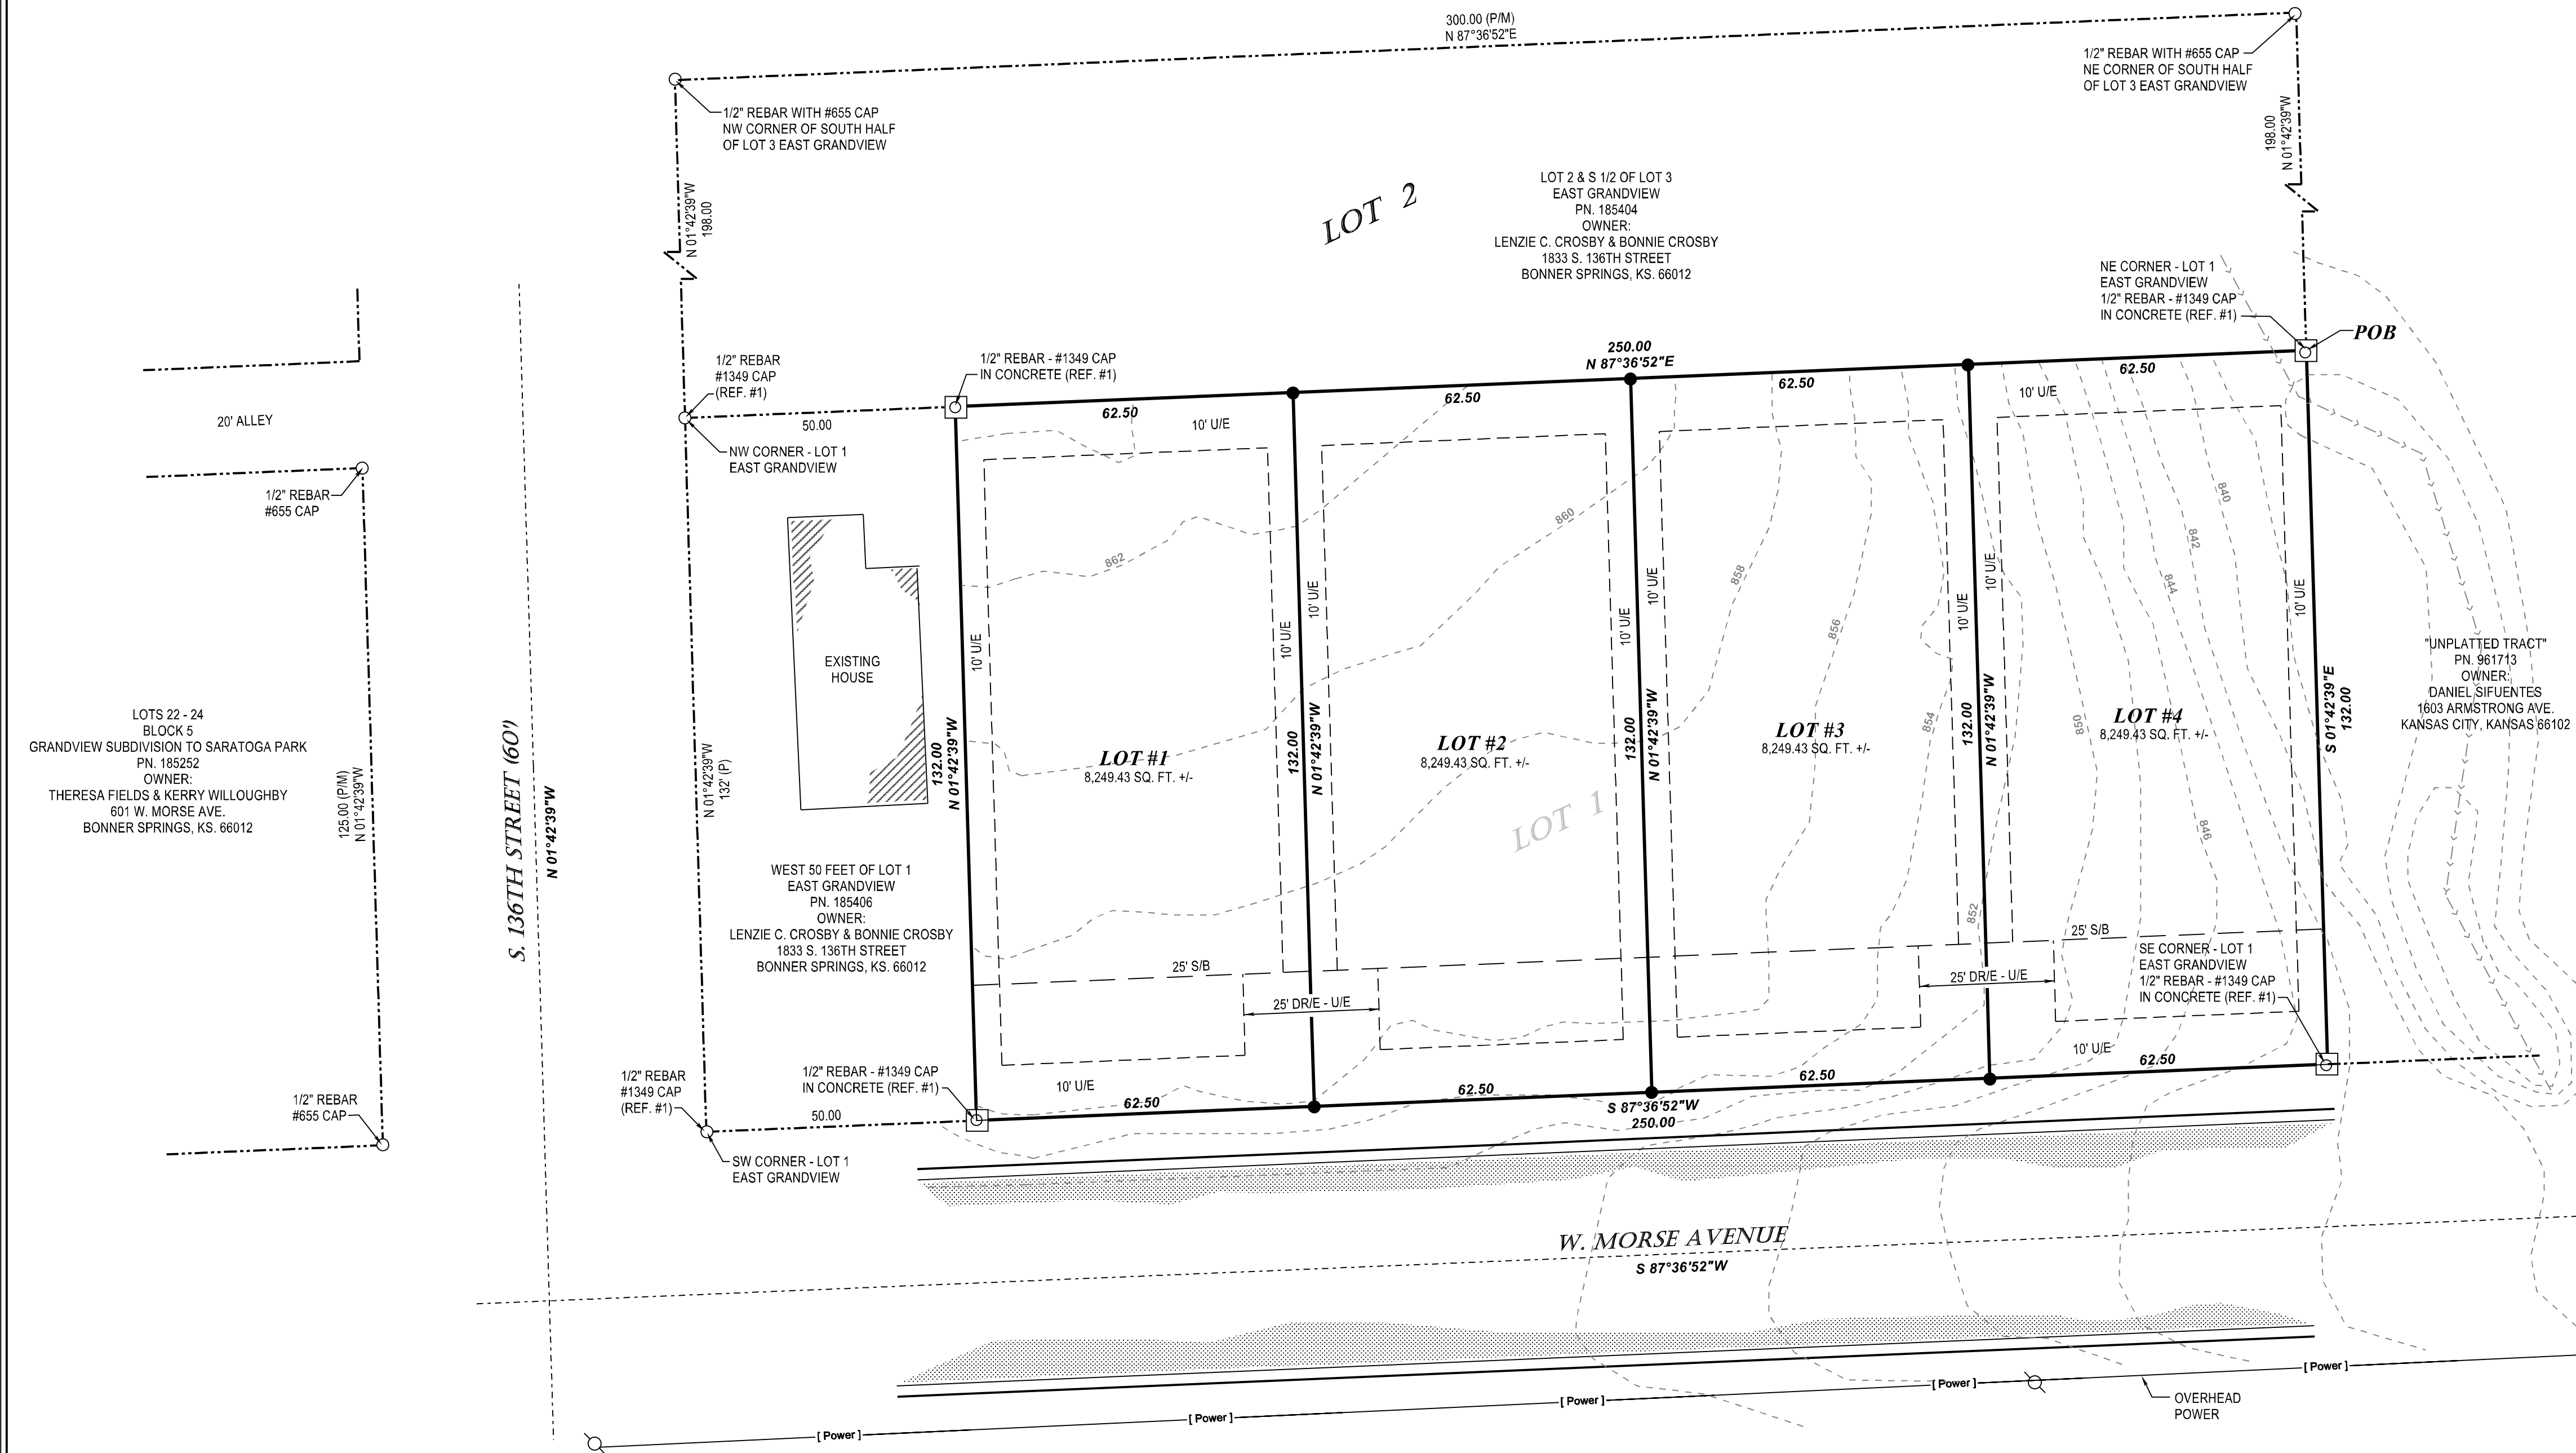 300.00 (P/M)
N 87°36'52"E
1/2" REBAR WITH #655 CAP
NE CORNER OF SOUTH HALF
OF LOT 3 EAST GRANDVIEW
1/2" REBAR WITH #655 CAP
NW CORNER OF SOUTH HALF
OF LOT 3 EAST GRANDVIEW
198.00
N 01°42'39"W
N 01°42'39"W
198.00
LOT 2
LOT 2 & S 1/2 OF LOT 3
EAST GRANDVIEW
PN. 185404
OWNER:
LENZIE C. CROSBY & BONNIE CROSBY
1833 S. 136TH STREET
BONNER SPRINGS, KS. 66012
NE CORNER - LOT 1
EAST GRANDVIEW
1/2" REBAR - #1349 CAP
IN CONCRETE (REF. #1)
POB
1/2" REBAR
#1349 CAP
(REF. #1)
1/2" REBAR - #1349 CAP
IN CONCRETE (REF. #1)
250.00
N 87°36'52"E
62.50
62.50
62.50
62.50
50.00
20' ALLEY
NW CORNER - LOT 1
EAST GRANDVIEW
10' U/E
10' U/E
1/2" REBAR
#655 CAP
862
860
858
856
854
852
850
846
844
842
840
10' U/E
10' U/E
10' U/E
10' U/E
10' U/E
10' U/E
10' U/E
10' U/E
EXISTING
HOUSE
"UNPLATTED TRACT"
PN. 961713
OWNER:
DANIEL SIFUENTES
1603 ARMSTRONG AVE.
KANSAS CITY, KANSAS 66102
LOTS 22 - 24
BLOCK 5
GRANDVIEW SUBDIVISION TO SARATOGA PARK
PN. 185252
OWNER:
THERESA FIELDS & KERRY WILLOUGHBY
601 W. MORSE AVE.
BONNER SPRINGS, KS. 66012
125.00 (P/M)
N 01°42'39"W
S. 136TH STREET (60')
N 01°42'39"W
N 01°42'39"W
132' (P)
132.00
N 01°42'39"W
LOT #1
8,249.43 SQ. FT. +/-
132.00
N 01°42'39"W
LOT #2
8,249.43 SQ. FT. +/-
132.00
N 01°42'39"W
LOT #3
8,249.43 SQ. FT. +/-
132.00
N 01°42'39"W
LOT #4
8,249.43 SQ. FT. +/-
S 01°42'39"E
132.00
LOT 1
WEST 50 FEET OF LOT 1
EAST GRANDVIEW
PN. 185406
OWNER:
LENZIE C. CROSBY & BONNIE CROSBY
1833 S. 136TH STREET
BONNER SPRINGS, KS. 66012
25' S/B
25' S/B
25' DR/E - U/E
25' DR/E - U/E
SE CORNER - LOT 1
EAST GRANDVIEW
1/2" REBAR - #1349 CAP
IN CONCRETE (REF. #1)
10' U/E
10' U/E
1/2" REBAR
#655 CAP
1/2" REBAR
#1349 CAP
(REF. #1)
1/2" REBAR - #1349 CAP
IN CONCRETE (REF. #1)
50.00
62.50
62.50
62.50
62.50
S 87°36'52"W
250.00
SW CORNER - LOT 1
EAST GRANDVIEW
W. MORSE AVENUE
S 87°36'52"W
[ Power ]
[ Power ]
[ Power ]
[ Power ]
[ Power ]
OVERHEAD
POWER